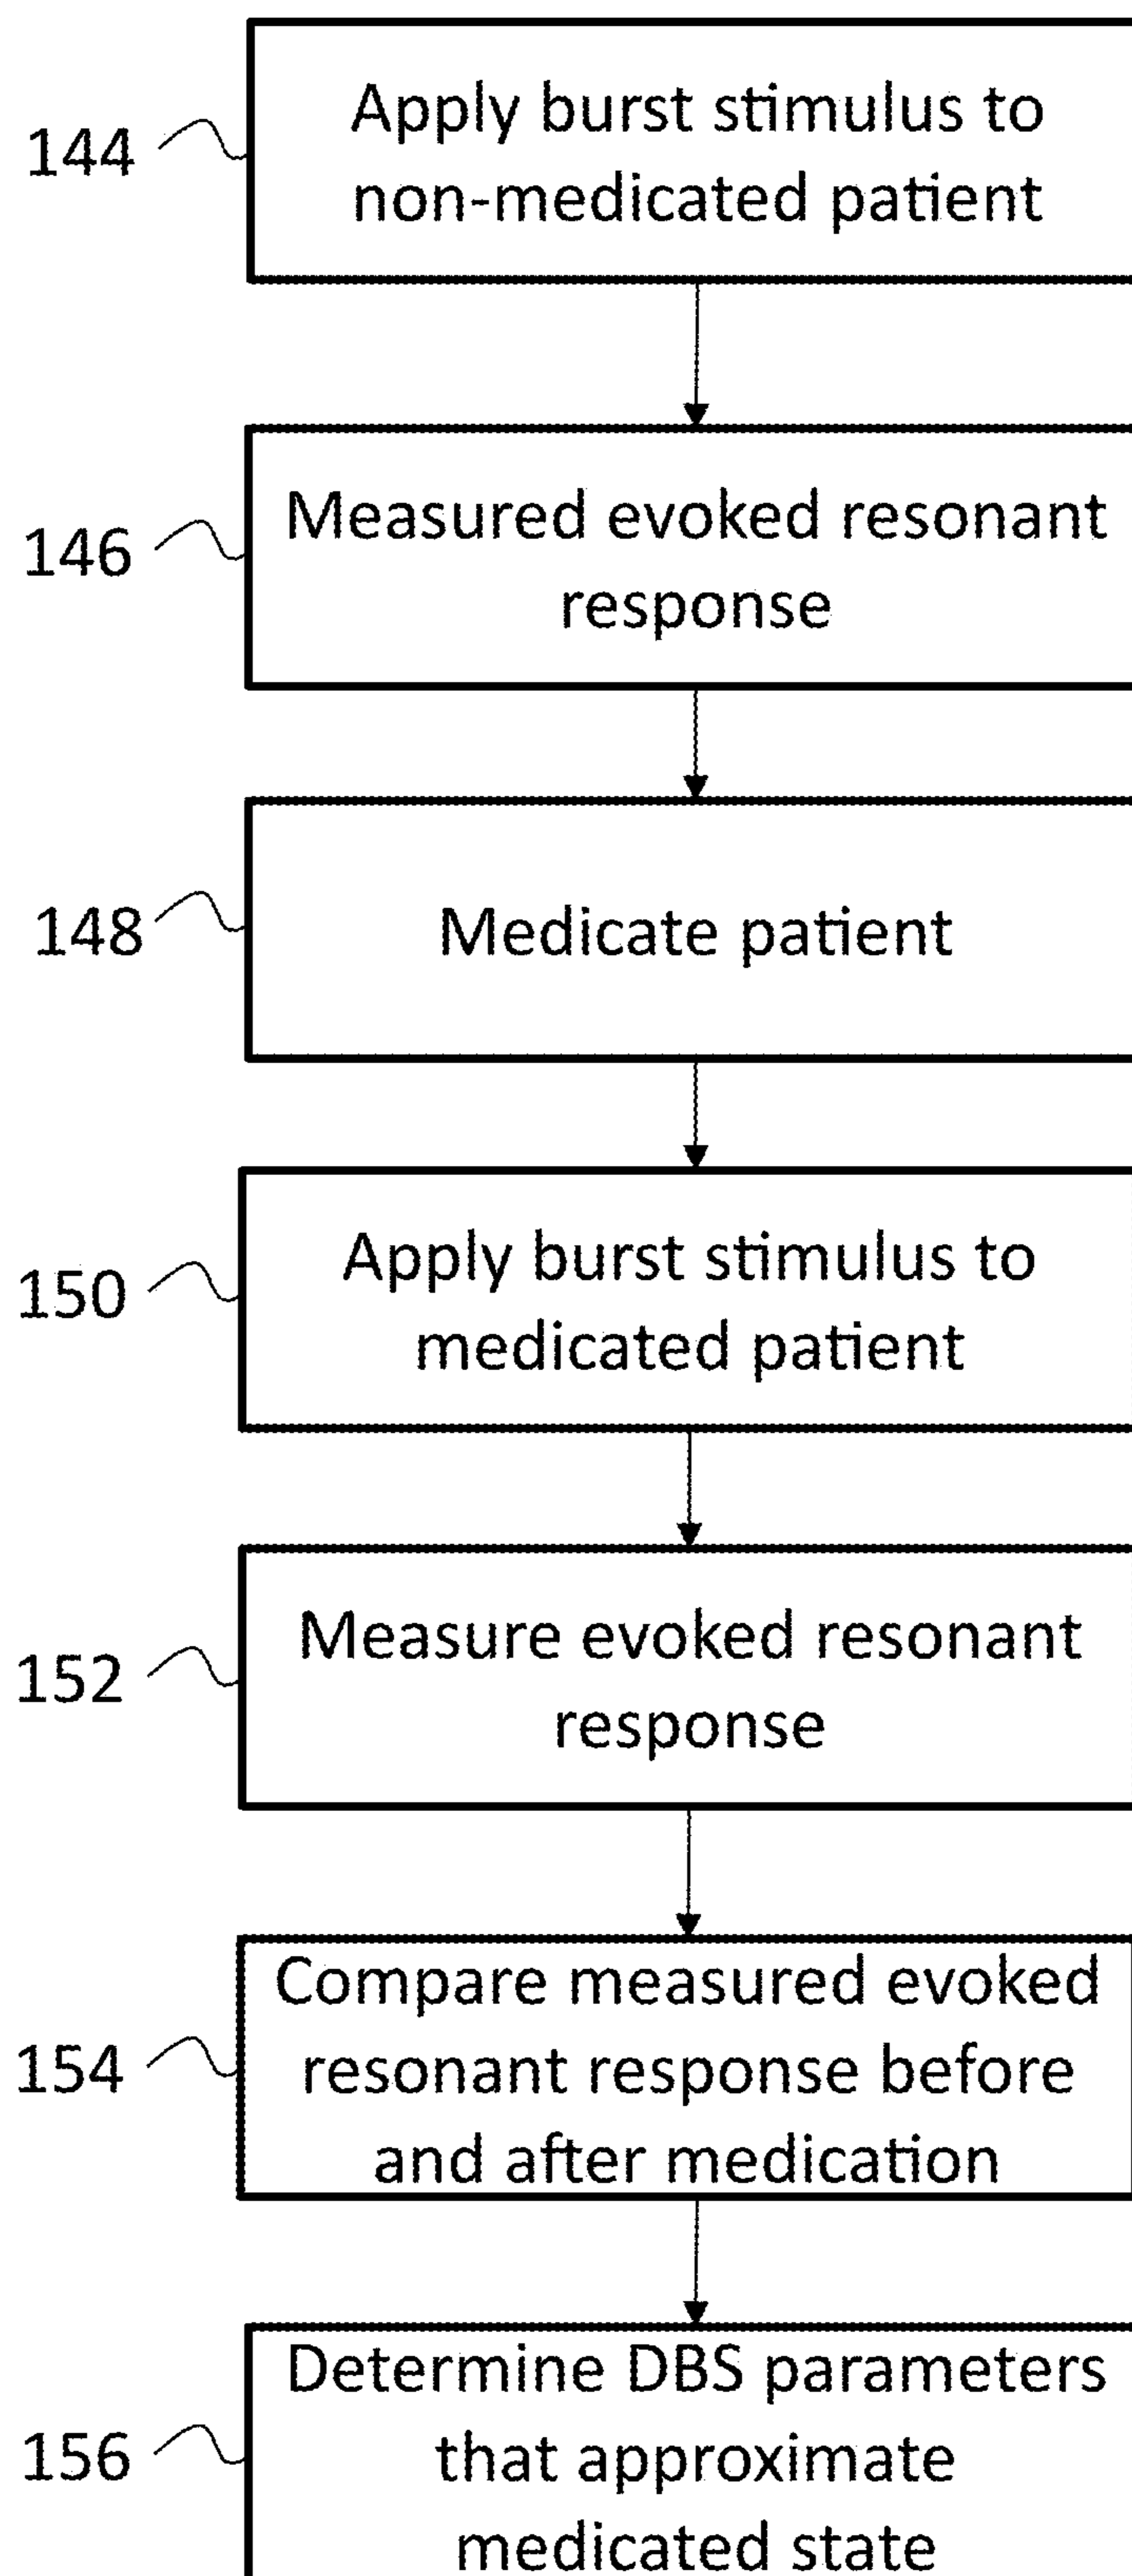 144
Apply burst stimulus to
non-medicated patient
146
Measured evoked resonant
response
148
Medicate patient
150
Apply burst stimulus to
medicated patient
152
Measure evoked resonant
response
154
Compare measured evoked
resonant response before
and after medication
156
Determine DBS parameters
that approximate
medicated state